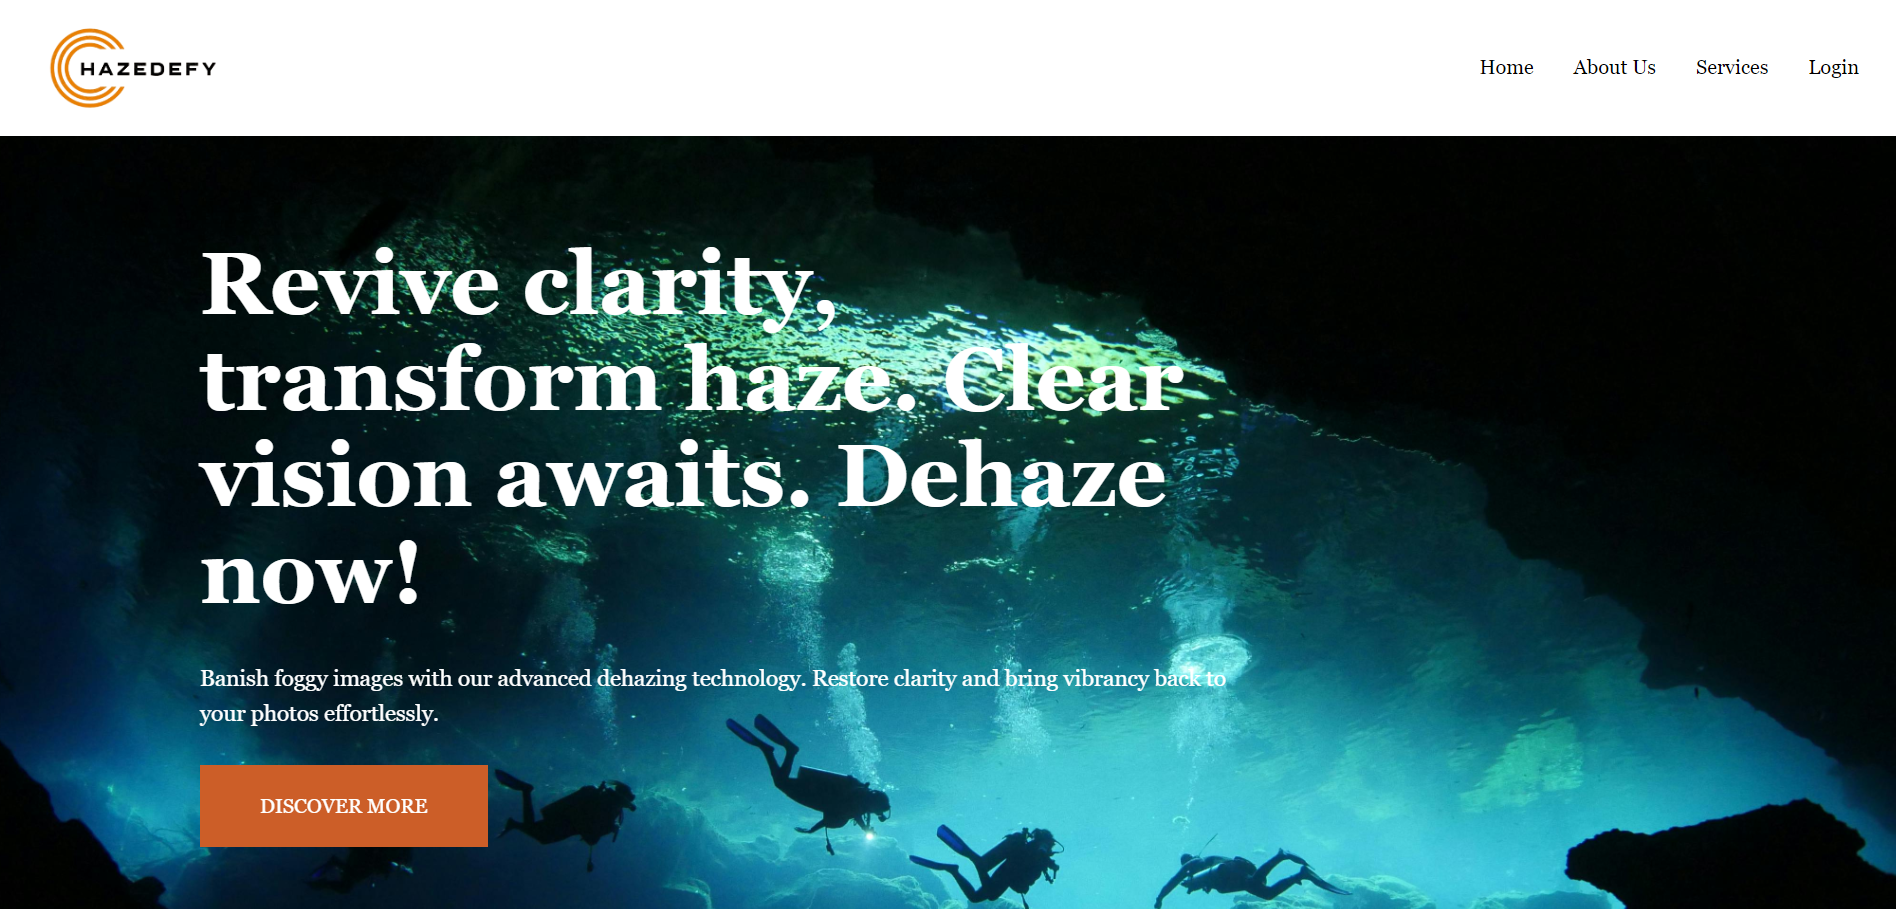 HAZEDEFY
Home About Us Services Login
Revive clarity,
transform haze. Clear
vision awaits. Dehaze
now!
Banish foggy images with our advanced dehazing technology. Restore clarity and bring vibrancy back to
your photos effortlessly.
DISCOVER MORE